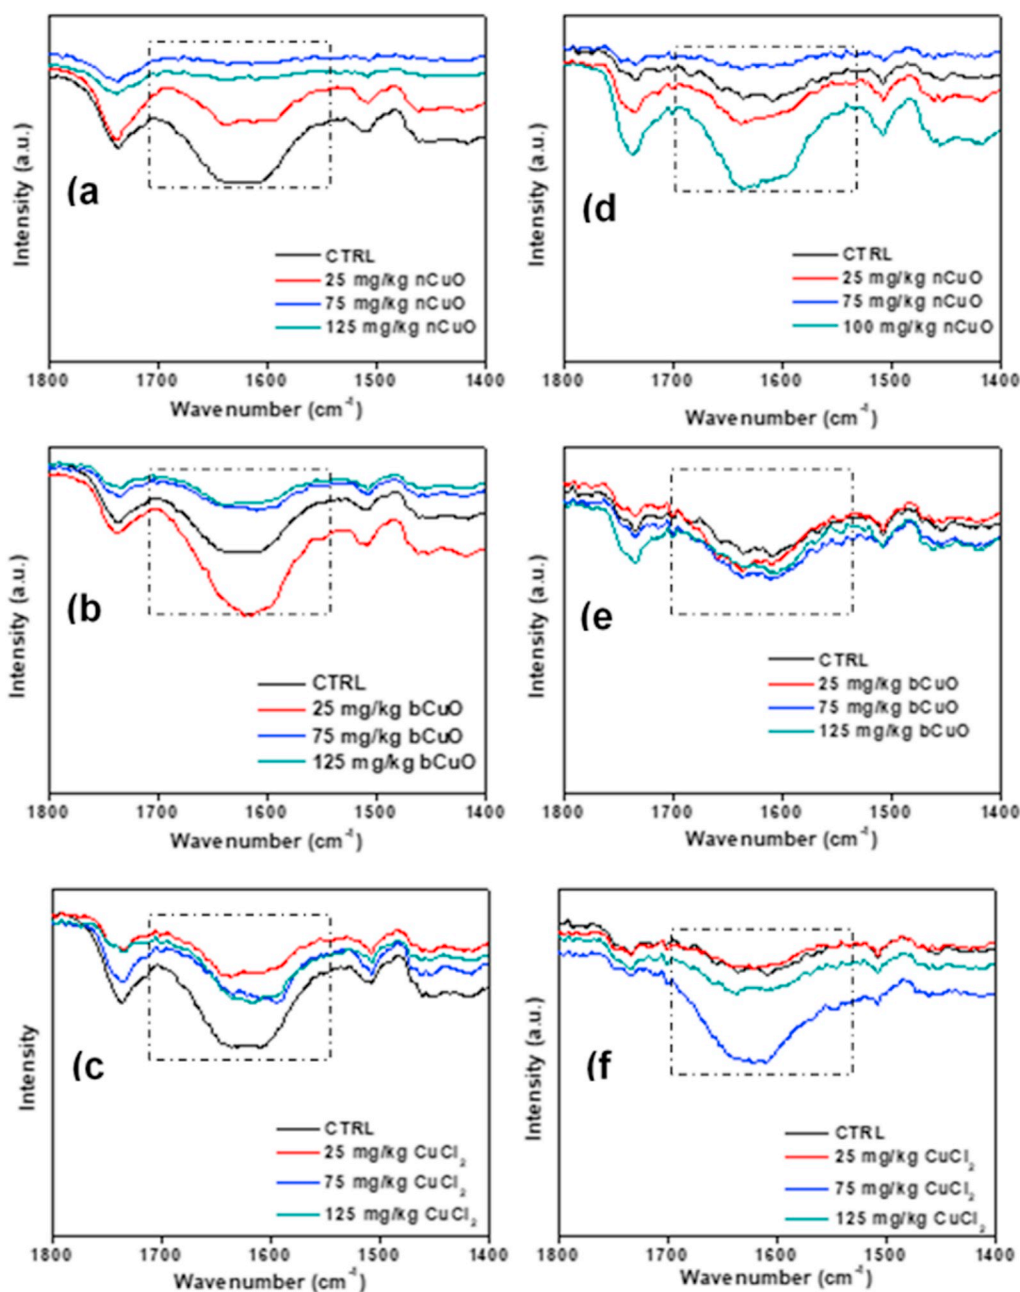 Intensity (a.u.)
(a
CTRL
25 mg/kg nCuO
75 mg/kg nCuO
125 mg/kg nCuO
1800 1700 1600 1500 1400
Wavenumber (cm⁻¹)
Intensity (a.u.)
(d
CTRL
25 mg/kg nCuO
75 mg/kg nCuO
100 mg/kg nCuO
1800 1700 1600 1500 1400
Wavenumber (cm⁻¹)
Intensity (a.u.)
(b
CTRL
25 mg/kg bCuO
75 mg/kg bCuO
125 mg/kg bCuO
1800 1700 1600 1500 1400
Wavenumber (cm⁻¹)
Intensity (a.u.)
(e
CTRL
25 mg/kg bCuO
75 mg/kg bCuO
125 mg/kg bCuO
1800 1700 1600 1500 1400
Wavenumber (cm⁻¹)
Intensity
(c
CTRL
25 mg/kg CuCl₂
75 mg/kg CuCl₂
125 mg/kg CuCl₂
1800 1700 1600 1500 1400
Wavenumber (cm⁻¹)
Intensity (a.u.)
(f
CTRL
25 mg/kg CuCl₂
75 mg/kg CuCl₂
125 mg/kg CuCl₂
1800 1700 1600 1500 1400
Wavenumber (cm⁻¹)